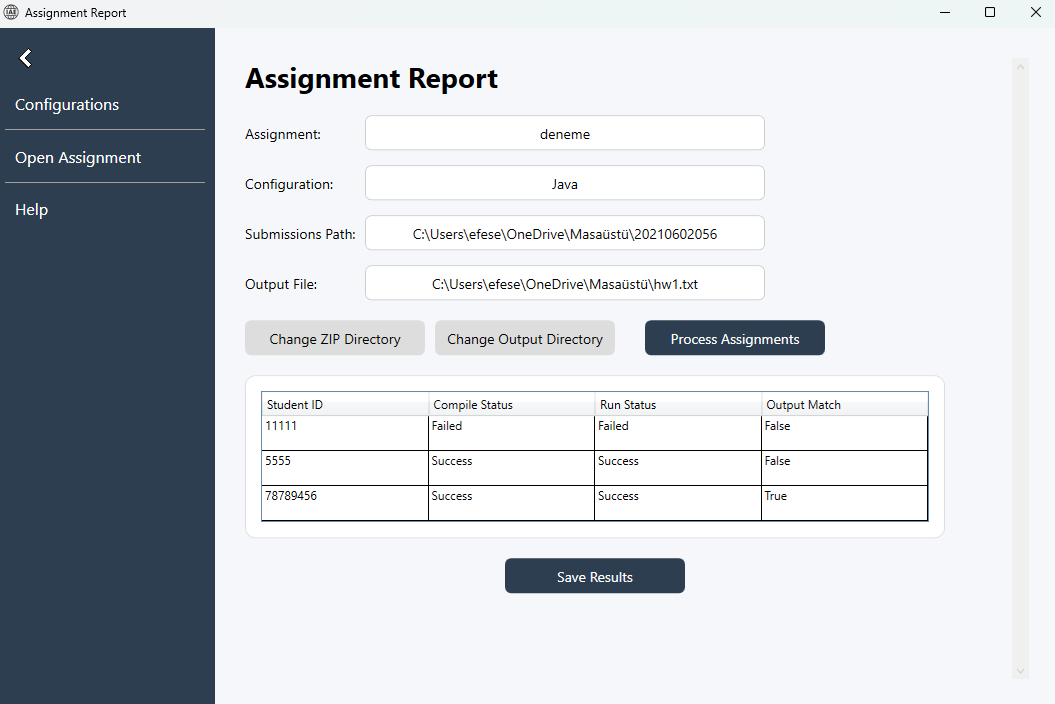 IAE Assignment Report
Configurations
Open Assignment
Help
Assignment Report
Assignment: deneme
Configuration: Java
Submissions Path: C:\Users\efese\OneDrive\Masaüstü\20210602056
Output File: C:\Users\efese\OneDrive\Masaüstü\hw1.txt
Change ZIP Directory Change Output Directory Process Assignments
Student ID Compile Status Run Status Output Match
11111 Failed Failed False
5555 Success Success False
78789456 Success Success True
Save Results